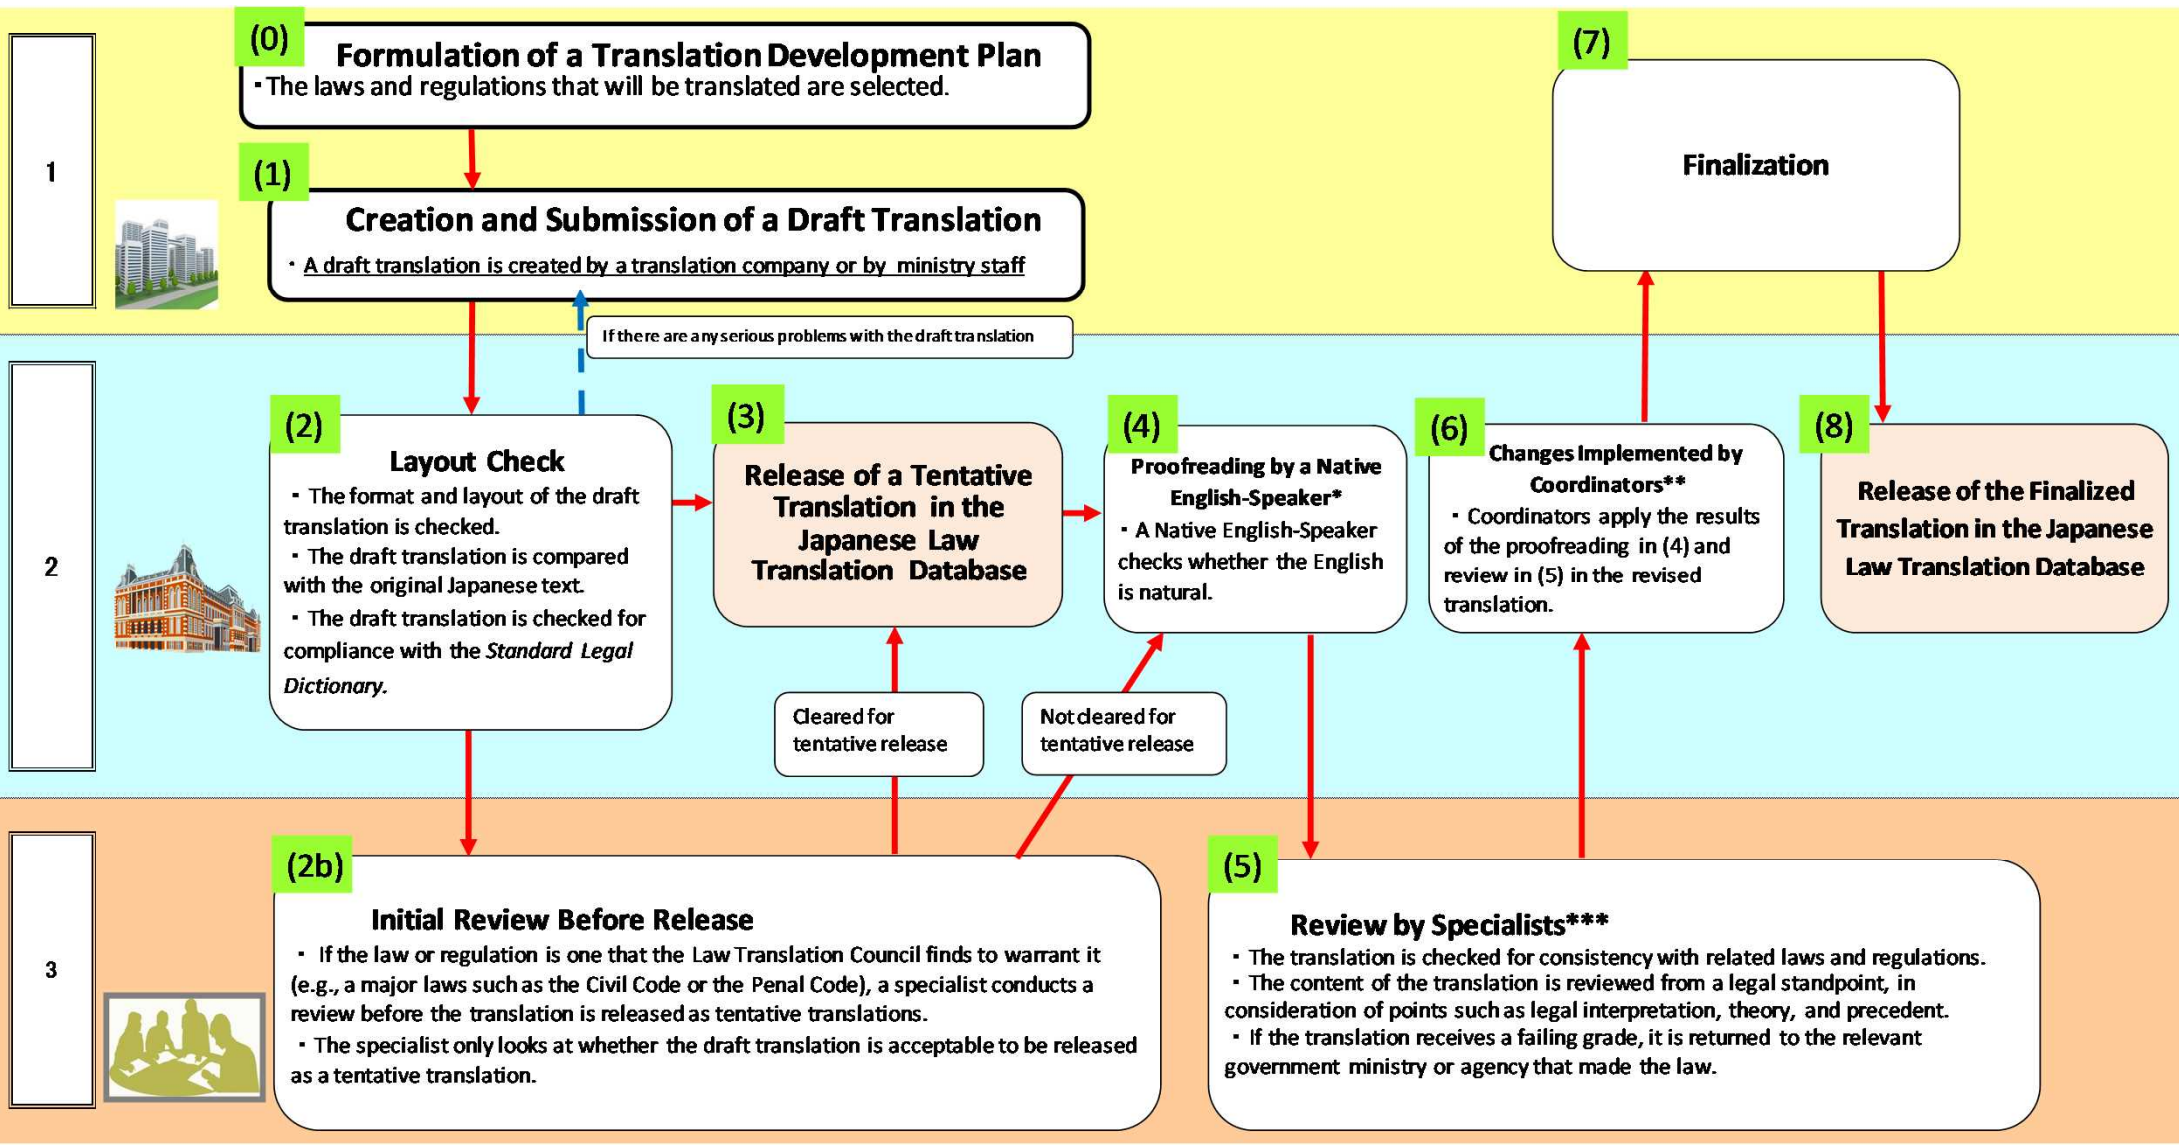 1
(0)
Formulation of a Translation Development Plan
・The laws and regulations that will be translated are selected.
(1)
Creation and Submission of a Draft Translation
・ A draft translation is created by a translation company or by ministry staff
(7)
Finalization
If there are any serious problems with the draft translation
2
(2)
Layout Check
・ The format and layout of the draft
translation is checked.
・ The draft translation is compared
with the original Japanese text.
・ The draft translation is checked for
compliance with the Standard Legal
Dictionary.
(3)
Release of a Tentative
Translation in the
Japanese Law
Translation Database
(4)
Proofreading by a Native
English-Speaker*
・ A Native English-Speaker
checks whether the English
is natural.
(6)
Changes Implemented by
Coordinators**
・ Coordinators apply the results
of the proofreading in (4) and
review in (5) in the revised
translation.
(8)
Release of the Finalized
Translation in the Japanese
Law Translation Database
Cleared for
tentative release
Not cleared for
tentative release
3
(2b)
Initial Review Before Release
・ If the law or regulation is one that the Law Translation Council finds to warrant it
(e.g., a major laws such as the Civil Code or the Penal Code), a specialist conducts a
review before the translation is released as tentative translations.
・ The specialist only looks at whether the draft translation is acceptable to be released
as a tentative translation.
(5)
Review by Specialists***
・ The translation is checked for consistency with related laws and regulations.
・ The content of the translation is reviewed from a legal standpoint, in
consideration of points such as legal interpretation, theory, and precedent.
・ If the translation receives a failing grade, it is returned to the relevant
government ministry or agency that made the law.